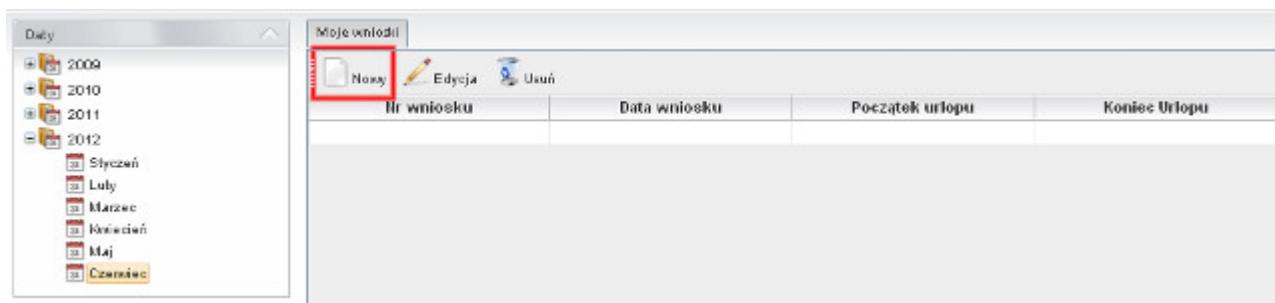 Daty
2009
2010
2011
2012
Styczeń
Luty
Marzec
Kwiecień
Maj
Czerwiec
Moje wnioski
Nowy Edycja Usuń
Nr wniosku Data wniosku Początek urlopu Koniec Urlopu